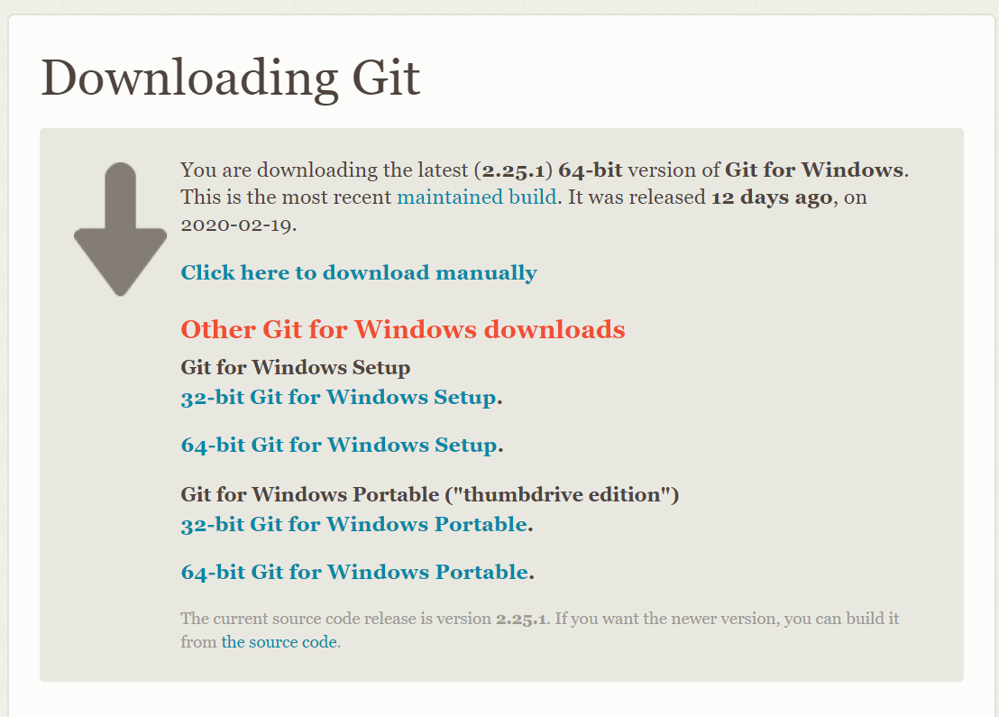 Downloading Git
You are downloading the latest (2.25.1) 64-bit version of Git for Windows.
This is the most recent maintained build. It was released 12 days ago, on
2020-02-19.
Click here to download manually
Other Git for Windows downloads
Git for Windows Setup
32-bit Git for Windows Setup.
64-bit Git for Windows Setup.
Git for Windows Portable ("thumbdrive edition")
32-bit Git for Windows Portable.
64-bit Git for Windows Portable.
The current source code release is version 2.25.1. If you want the newer version, you can build it
from the source code.